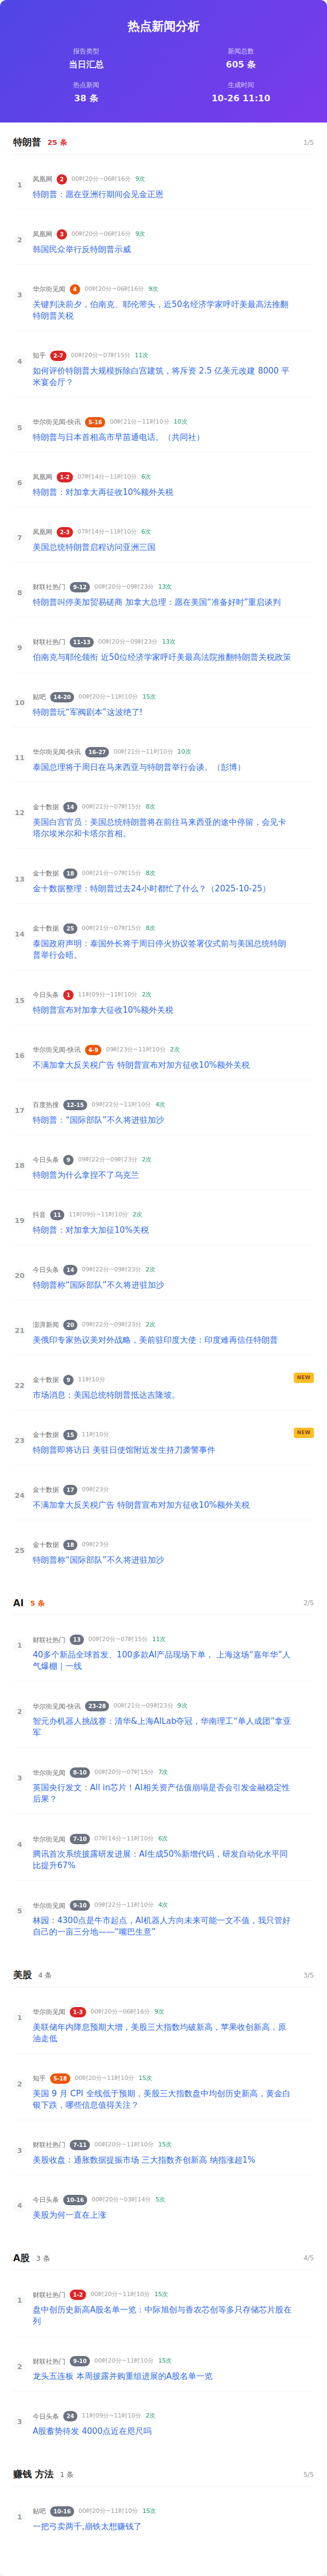 热点新闻分析
报告类型
当日汇总
新闻总数
605 条
热点新闻
38 条
生成时间
10-26 11:10
特朗普 25 条 1/5
1
凤凰网 2 00时20分~06时16分 9次
特朗普：愿在亚洲行期间会见金正恩
2
凤凰网 3 00时20分~06时16分 9次
韩国民众举行反特朗普示威
3
华尔街见闻 4 00时20分~06时16分 9次
关键判决前夕，伯南克、耶伦带头，近50名经济学家呼吁美最高法推翻
特朗普关税
4
知乎 2-7 00时20分~07时15分 11次
如何评价特朗普大规模拆除白宫建筑，将斥资 2.5 亿美元改建 8000 平
米宴会厅？
5
华尔街见闻-快讯 5-16 00时21分~11时10分 10次
特朗普与日本首相高市早苗通电话。（共同社）
6
凤凰网 1-2 07时14分~11时10分 6次
特朗普：对加拿大再征收10%额外关税
7
凤凰网 2-3 07时14分~11时10分 6次
美国总统特朗普启程访问亚洲三国
8
财联社热门 9-12 00时20分~09时23分 13次
特朗普叫停美加贸易磋商 加拿大总理：愿在美国“准备好时”重启谈判
9
财联社热门 11-13 00时20分~09时23分 13次
伯南克与耶伦领衔 近50位经济学家呼吁美最高法院推翻特朗普关税政策
10
贴吧 14-20 00时20分~11时10分 15次
特朗普玩“军阀剧本”这波绝了!
11
华尔街见闻-快讯 16-27 00时21分~11时10分 10次
泰国总理将于周日在马来西亚与特朗普举行会谈。（彭博）
12
金十数据 14 00时21分~07时15分 8次
美国白宫官员：美国总统特朗普将在前往马来西亚的途中停留，会见卡
塔尔埃米尔和卡塔尔首相。
13
金十数据 18 00时21分~07时15分 8次
金十数据整理：特朗普过去24小时都忙了什么？（2025-10-25）
14
金十数据 25 00时21分~07时15分 8次
泰国政府声明：泰国外长将于周日停火协议签署仪式前与美国总统特朗
普举行会晤。
15
今日头条 1 11时09分~11时10分 2次
特朗普宣布对加拿大征收10%额外关税
16
华尔街见闻-快讯 4-9 09时23分~11时10分 2次
不满加拿大反关税广告 特朗普宣布对加方征收10%额外关税
17
百度热搜 12-15 09时22分~11时10分 4次
特朗普：“国际部队”不久将进驻加沙
18
今日头条 9 09时22分~09时23分 2次
特朗普为什么拿捏不了乌克兰
19
抖音 11 11时09分~11时10分 2次
特朗普：对加拿大加征10%关税
20
今日头条 14 09时22分~09时23分 2次
特朗普称“国际部队”不久将进驻加沙
21
澎湃新闻 20 09时22分~09时23分 2次
美俄印专家热议美对外战略，美前驻印度大使：印度难再信任特朗普
22
金十数据 9 11时10分 NEW
市场消息：美国总统特朗普抵达吉隆坡。
23
金十数据 15 11时10分 NEW
特朗普即将访日 美驻日使馆附近发生持刀袭警事件
24
金十数据 17 09时23分
不满加拿大反关税广告 特朗普宣布对加方征收10%额外关税
25
金十数据 18 09时23分
特朗普称“国际部队”不久将进驻加沙
AI 5 条 2/5
1
财联社热门 13 00时20分~07时15分 11次
40多个新品全球首发、100多款AI产品现场下单， 上海这场“嘉年华”人
气爆棚｜一线
2
华尔街见闻-快讯 23-28 00时21分~09时23分 9次
智元办机器人挑战赛：清华&上海AILab夺冠，华南理工“单人成团”拿亚
军
3
华尔街见闻 8-10 00时20分~07时15分 7次
英国央行发文：All in芯片！AI相关资产估值崩塌是否会引发金融稳定性
后果？
4
华尔街见闻 7-10 07时14分~11时10分 6次
腾讯首次系统披露研发进展：AI生成50%新增代码，研发自动化水平同
比提升67%
5
华尔街见闻 9-10 09时22分~11时10分 4次
林园：4300点是牛市起点，AI机器人方向未来可能一文不值，我只管好
自己的一亩三分地——“嘴巴生意”
美股 4 条 3/5
1
华尔街见闻 1-3 00时20分~06时16分 9次
美联储年内降息预期大增，美股三大指数均破新高，苹果收创新高，原
油走低
2
知乎 5-18 00时20分~11时10分 15次
美国 9 月 CPI 全线低于预期，美股三大指数盘中均创历史新高，黄金白
银下跌，哪些信息值得关注？
3
财联社热门 7-11 00时20分~11时10分 15次
美股收盘：通胀数据提振市场 三大指数齐创新高 纳指涨超1%
4
今日头条 10-16 00时20分~03时14分 5次
美股为何一直在上涨
A股 3 条 4/5
1
财联社热门 1-2 00时20分~11时10分 15次
盘中创历史新高A股名单一览：中际旭创与香农芯创等多只存储芯片股在
列
2
财联社热门 9-10 00时20分~11时10分 15次
龙头五连板 本周披露并购重组进展的A股名单一览
3
今日头条 24 11时09分~11时10分 2次
A股蓄势待发 4000点近在咫尺吗
赚钱 方法 1 条 5/5
1
贴吧 10-16 00时20分~11时10分 15次
一把弓卖两千,崩铁太想赚钱了